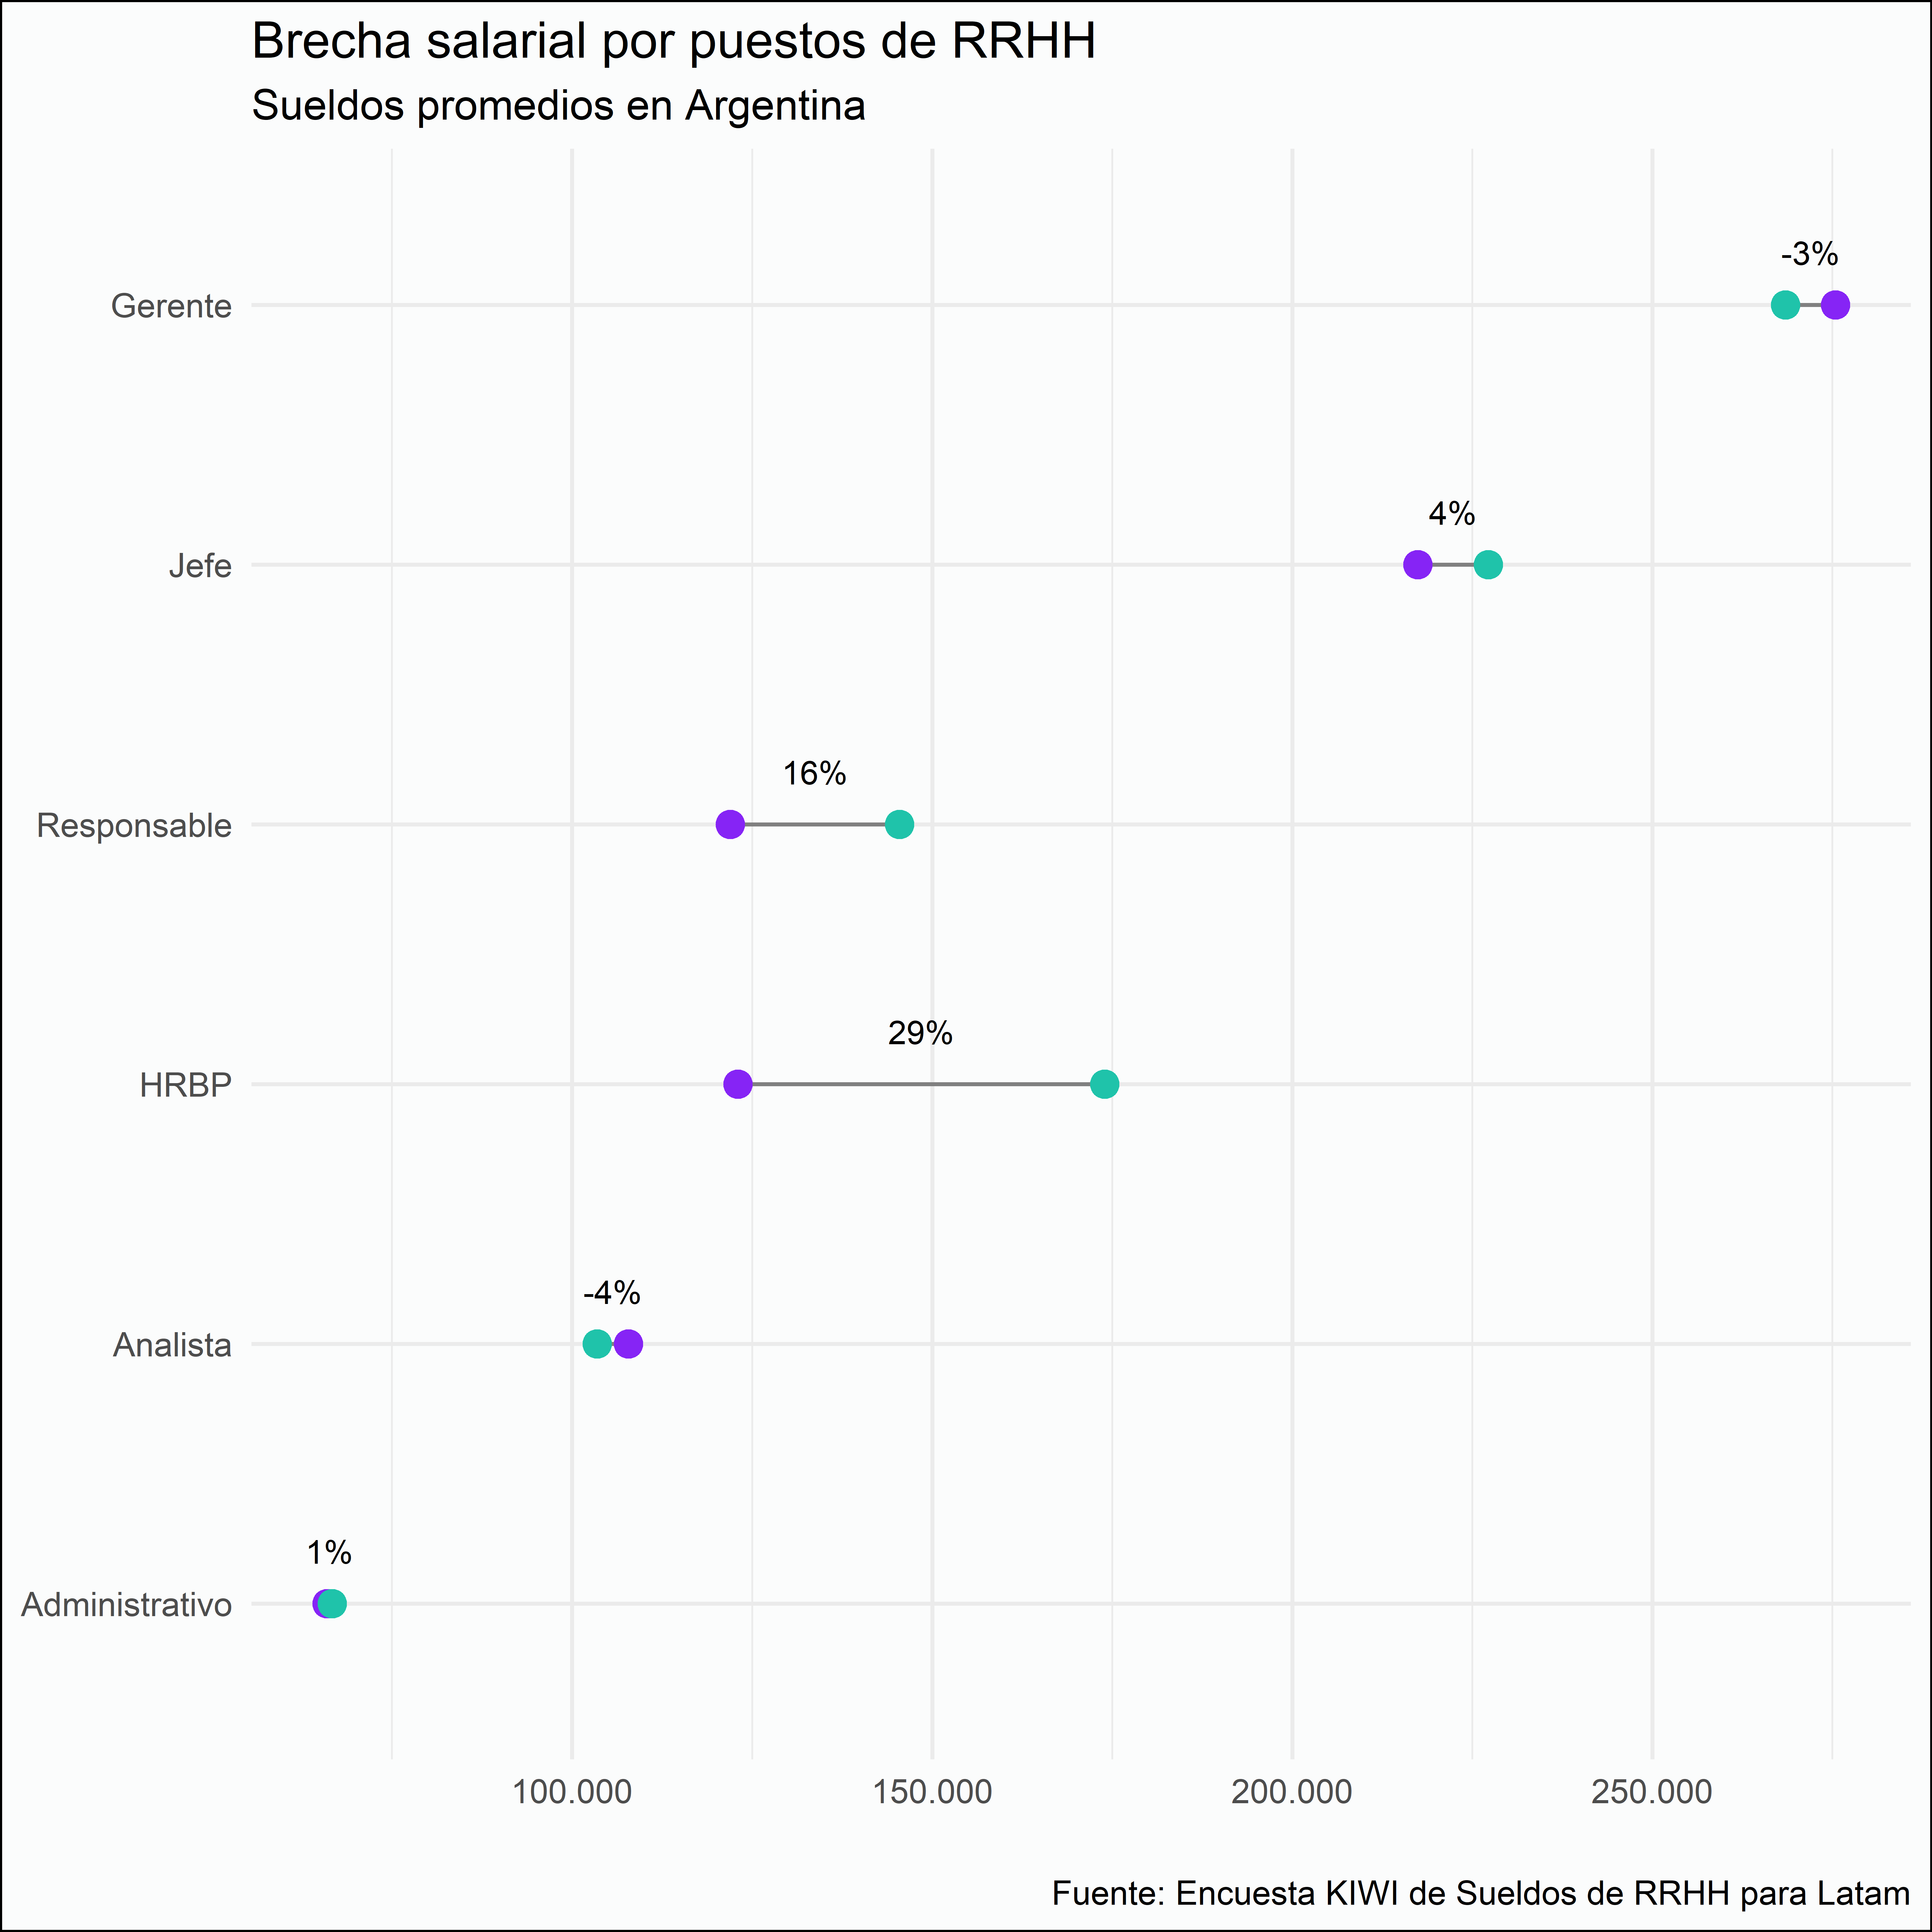 Brecha salarial por puestos de RRHH
Sueldos promedios en Argentina
-3%
Gerente
4%
Jefe
16%
Responsable
29%
HRBP
-4%
Analista
1%
Administrativo
100.000 150.000 200.000 250.000
Fuente: Encuesta KIWI de Sueldos de RRHH para Latam